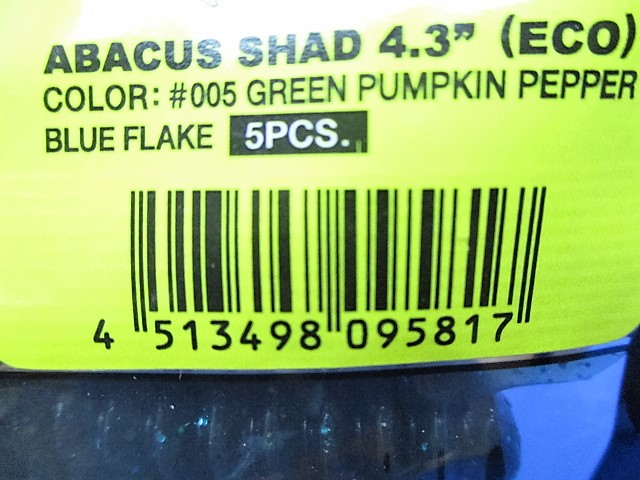 ABACUS SHAD 4.3” (ECO)
COLOR: #005 GREEN PUMPKIN PEPPER
BLUE FLAKE 5PCS.
4 513498 095817